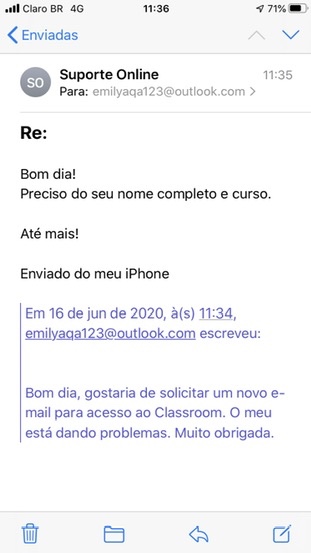 Claro BR 4G 11:36 71%
Enviadas
SO Suporte Online 11:35
Para: emilyaqa123@outlook.com
Re:
Bom dia!
Preciso do seu nome completo e curso.
Até mais!
Enviado do meu iPhone
Em 16 de jun de 2020, à(s) 11:34,
emilyaqa123@outlook.com escreveu:
Bom dia, gostaria de solicitar um novo e-
mail para acesso ao Classroom. O meu
está dando problemas. Muito obrigada.